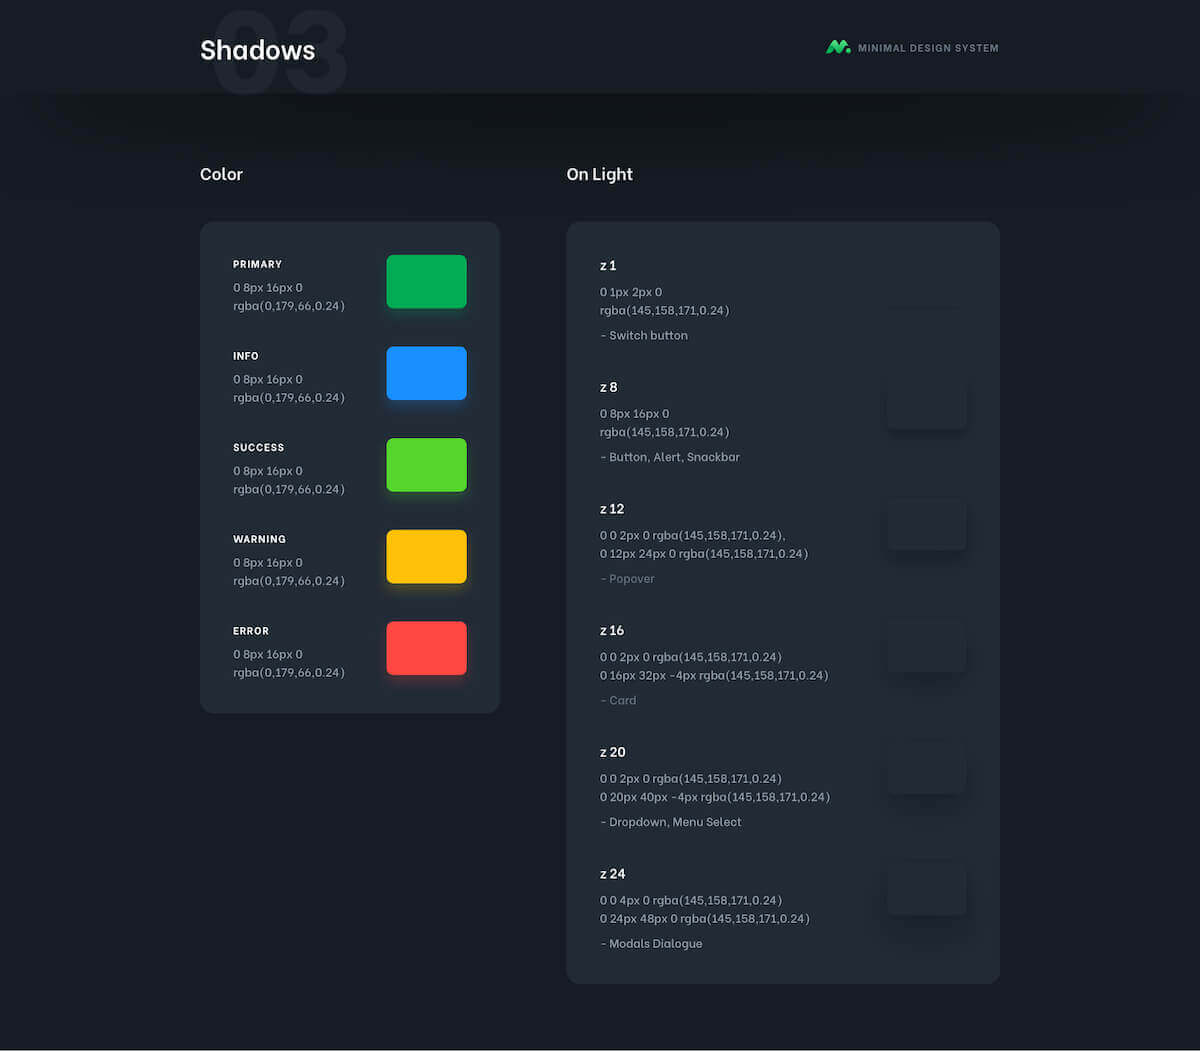 03
Shadows
MINIMAL DESIGN SYSTEM
Color
PRIMARY
0 8px 16px 0
rgba(0,179,66,0.24)
INFO
0 8px 16px 0
rgba(0,179,66,0.24)
SUCCESS
0 8px 16px 0
rgba(0,179,66,0.24)
WARNING
0 8px 16px 0
rgba(0,179,66,0.24)
ERROR
0 8px 16px 0
rgba(0,179,66,0.24)
On Light
z 1
0 1px 2px 0
rgba(145,158,171,0.24)
- Switch button
z 8
0 8px 16px 0
rgba(145,158,171,0.24)
- Button, Alert, Snackbar
z 12
0 0 2px 0 rgba(145,158,171,0.24),
0 12px 24px 0 rgba(145,158,171,0.24)
- Popover
z 16
0 0 2px 0 rgba(145,158,171,0.24)
0 16px 32px -4px rgba(145,158,171,0.24)
- Card
z 20
0 0 2px 0 rgba(145,158,171,0.24)
0 20px 40px -4px rgba(145,158,171,0.24)
- Dropdown, Menu Select
z 24
0 0 4px 0 rgba(145,158,171,0.24)
0 24px 48px 0 rgba(145,158,171,0.24)
- Modals Dialogue